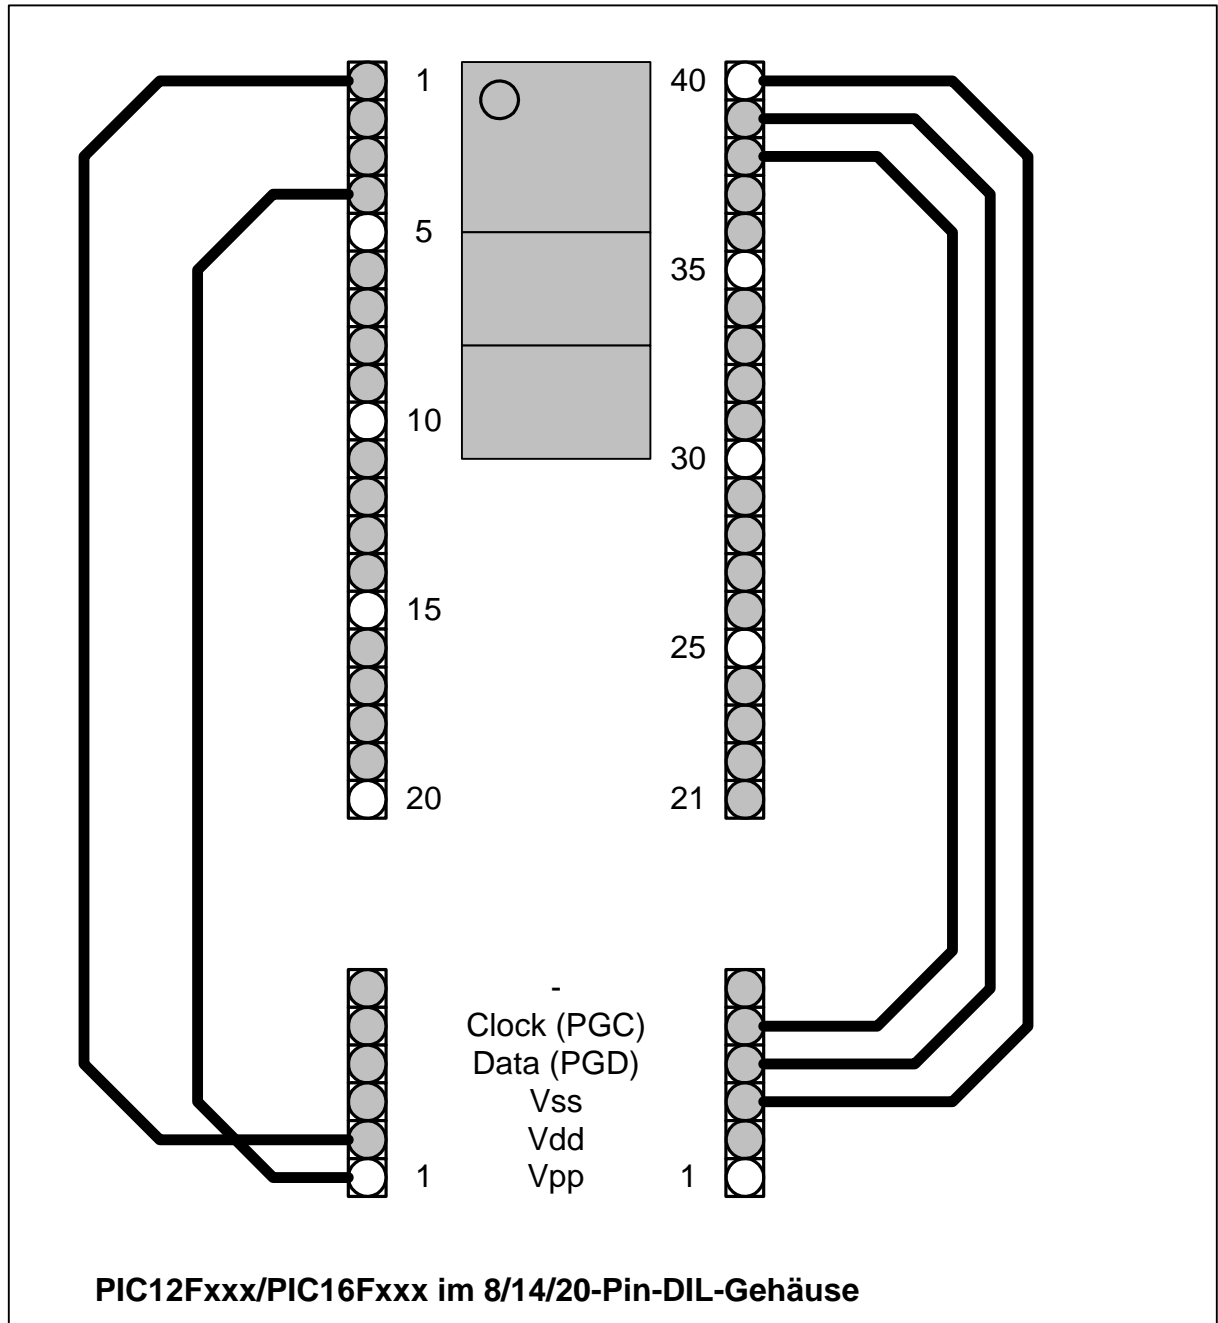 1 40
5
35
10
30
15
25
20 21
-
Clock (PGC)
Data (PGD)
Vss
Vdd
1 Vpp 1
PIC12Fxxx/PIC16Fxxx im 8/14/20-Pin-DIL-Gehäuse